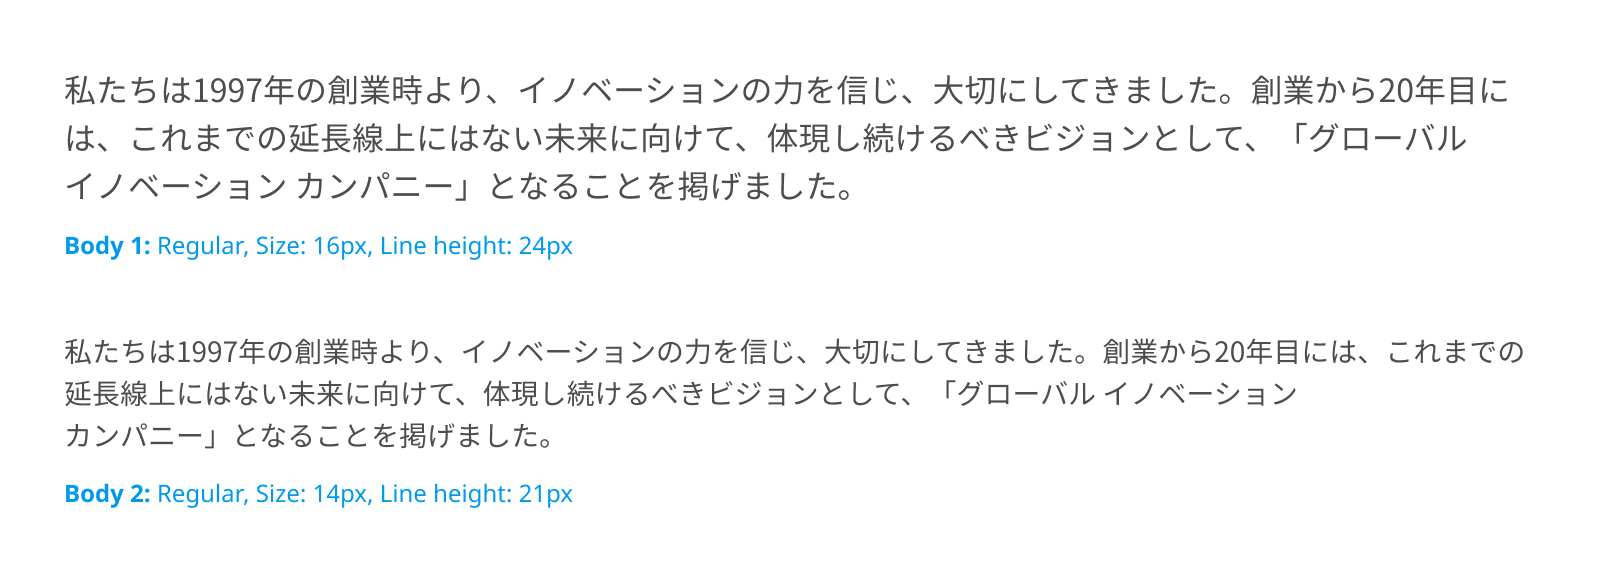 私たちは1997年の創業時より、イノベーションの力を信じ、大切にしてきました。創業から20年目に
は、これまでの延長線上にはない未来に向けて、体現し続けるべきビジョンとして、「グローバル
イノベーション カンパニー」となることを掲げました。
Body 1: Regular, Size: 16px, Line height: 24px
私たちは1997年の創業時より、イノベーションの力を信じ、大切にしてきました。創業から20年目には、これまでの
延長線上にはない未来に向けて、体現し続けるべきビジョンとして、「グローバル イノベーション
カンパニー」となることを掲げました。
Body 2: Regular, Size: 14px, Line height: 21px